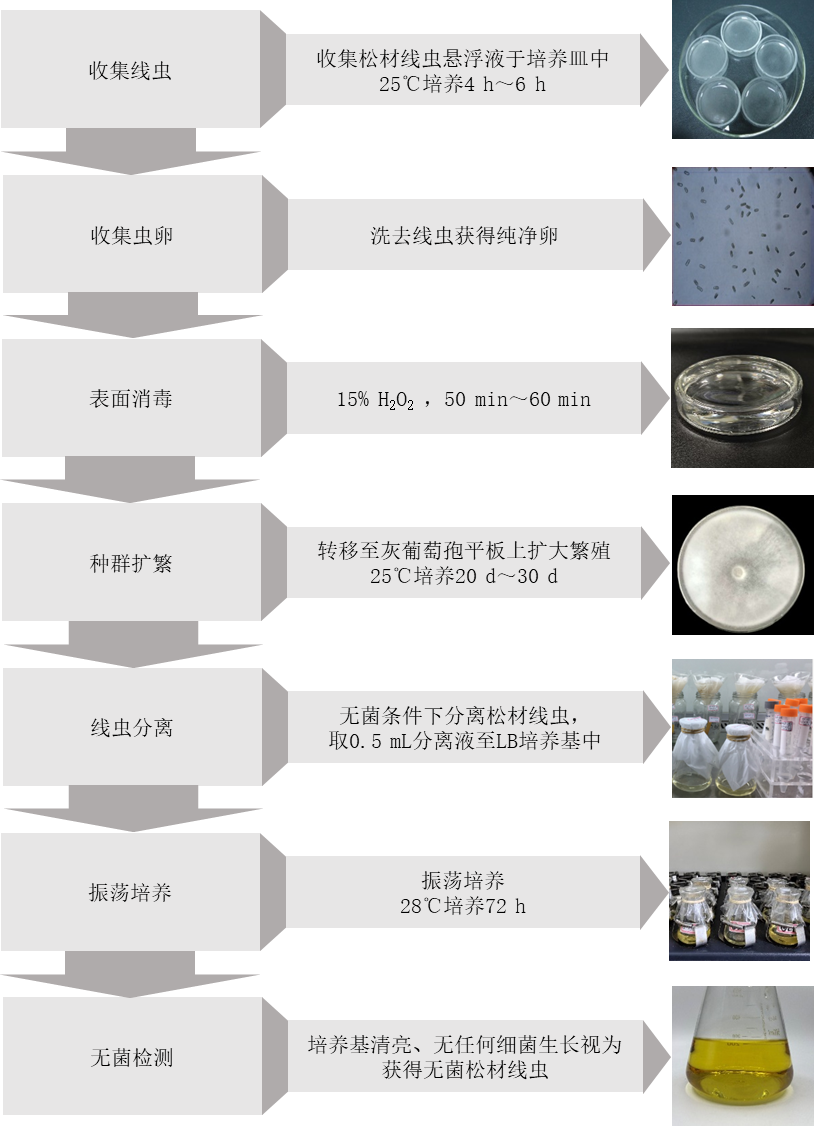 收集线虫
收集松材线虫悬浮液于培养皿中
25℃培养4 h～6 h
收集虫卵
洗去线虫获得纯净卵
表面消毒
15% H₂O₂ ，50 min～60 min
种群扩繁
转移至灰葡萄孢平板上扩大繁殖
25℃培养20 d～30 d
线虫分离
无菌条件下分离松材线虫，
取0.5 mL分离液至LB培养基中
振荡培养
振荡培养
28℃培养72 h
无菌检测
培养基清亮、无任何细菌生长视为
获得无菌松材线虫